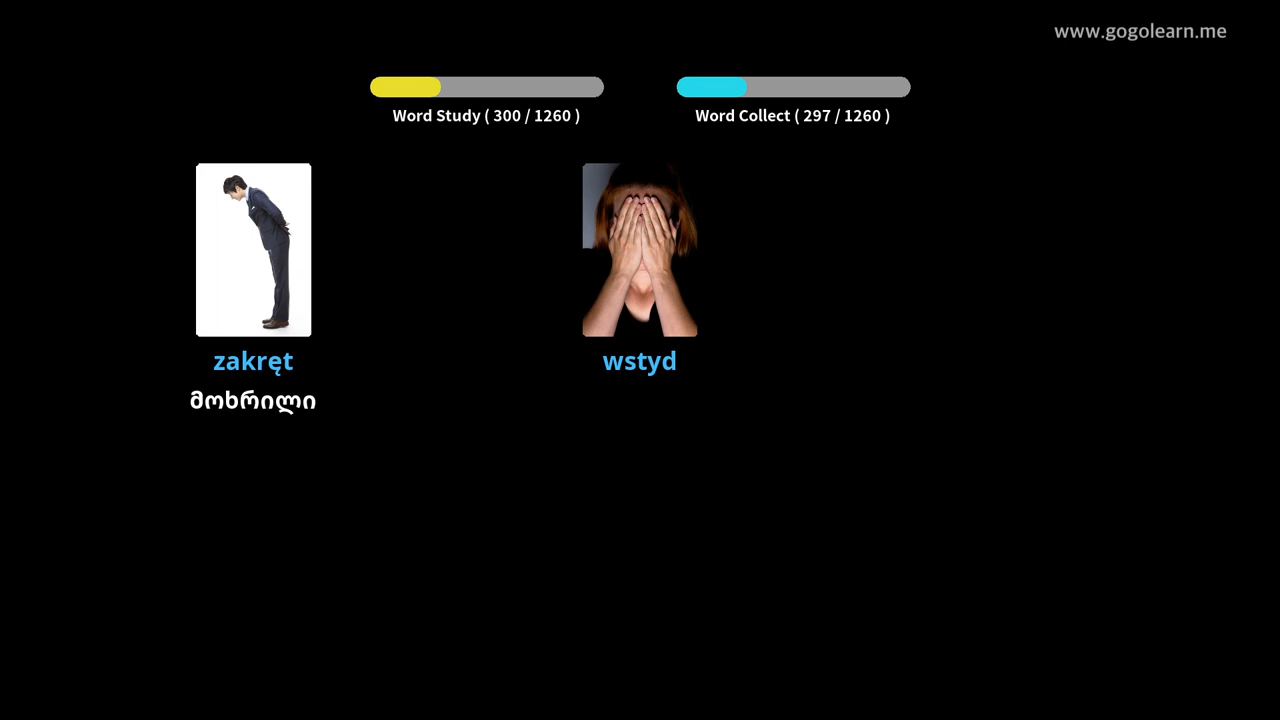 www.gogolearn.me
Word Study ( 300 / 1260 )
Word Collect ( 297 / 1260 )
zakręt
wstyd
მოხრილი